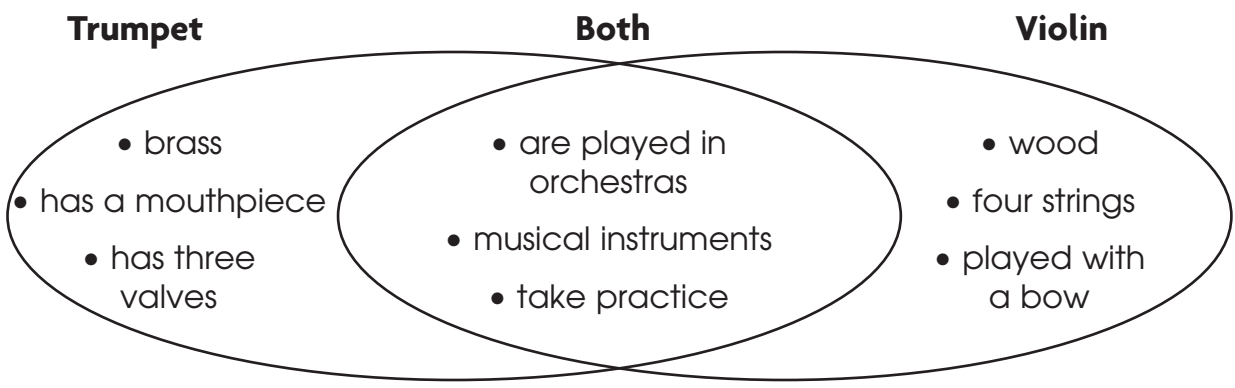 Trumpet
Both
Violin
• brass
• has a mouthpiece
• has three
valves
• are played in
orchestras
• musical instruments
• take practice
• wood
• four strings
• played with
a bow